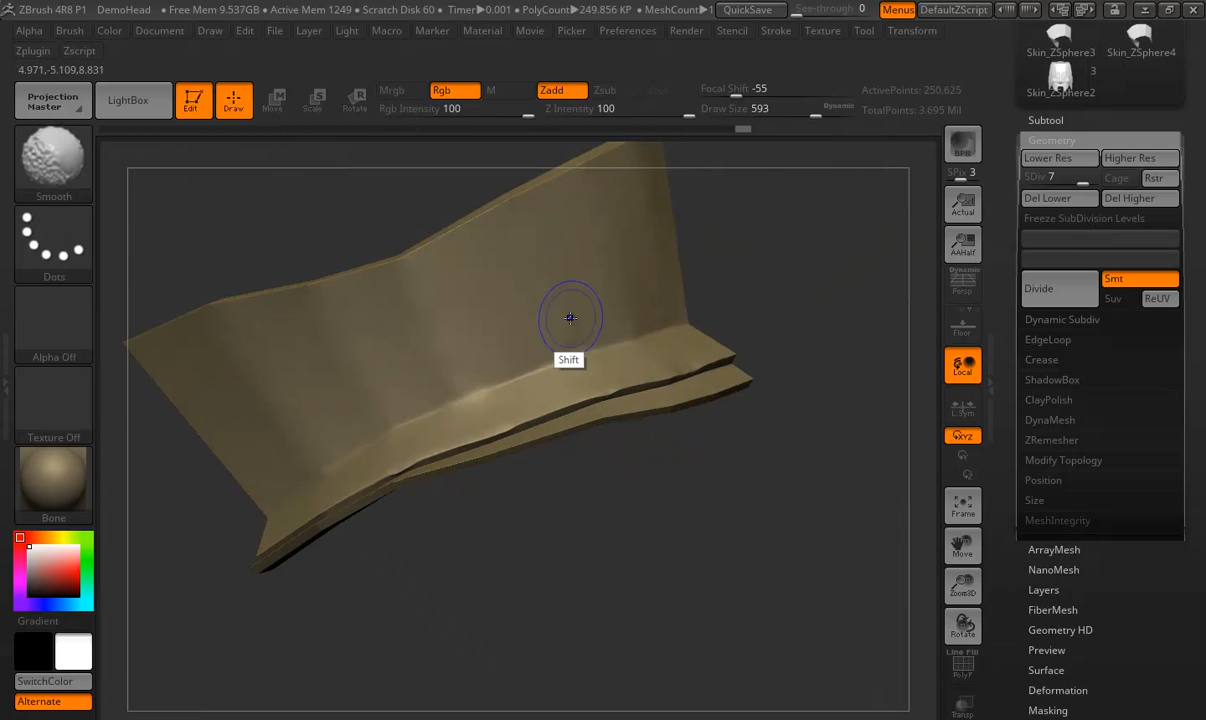 ZBrush 4R8 P1   DemoHead   • Free Mem 9.537GB • Active Mem 1249 • Scratch Disk 60 • Timer▶0.001 • PolyCount▶249.856 KP • MeshCount▶1   QuickSave   See-through 0   Menus   DefaultZScript
Alpha   Brush   Color   Document   Draw   Edit   File   Layer   Light   Macro   Marker   Material   Movie   Picker   Preferences   Render   Stencil   Stroke   Texture   Tool   Transform
Zplugin   Zscript
4.971,-5.109,8.831
Projection Master
LightBox
Edit
Draw
Move
Scale
Rotate
Mrgb   Rgb   M
Rgb Intensity 100
Zadd   Zsub
Z Intensity 100
Focal Shift -55
Draw Size 593   Dynamic
ActivePoints: 250.625
TotalPoints: 3.695 Mil
Smooth
Dots
Alpha Off
Texture Off
Bone
Gradient
SwitchColor
Alternate
Shift
BPR
SPix 3
Actual
AAHalf
Dynamic
Persp
Floor
Local
L.Sym
XYZ
Frame
Move
Zoom3D
Rotate
Line Fill
PolyF
Transp
Skin_ZSphere3   Skin_ZSphere4
3
Skin_ZSphere2
Subtool
Geometry
Lower Res   Higher Res
SDiv 7   Cage   Rstr
Del Lower   Del Higher
Freeze SubDivision Levels
Divide   Smt
Suv   ReUV
Dynamic Subdiv
EdgeLoop
Crease
ShadowBox
ClayPolish
DynaMesh
ZRemesher
Modify Topology
Position
Size
MeshIntegrity
ArrayMesh
NanoMesh
Layers
FiberMesh
Geometry HD
Preview
Surface
Deformation
Masking